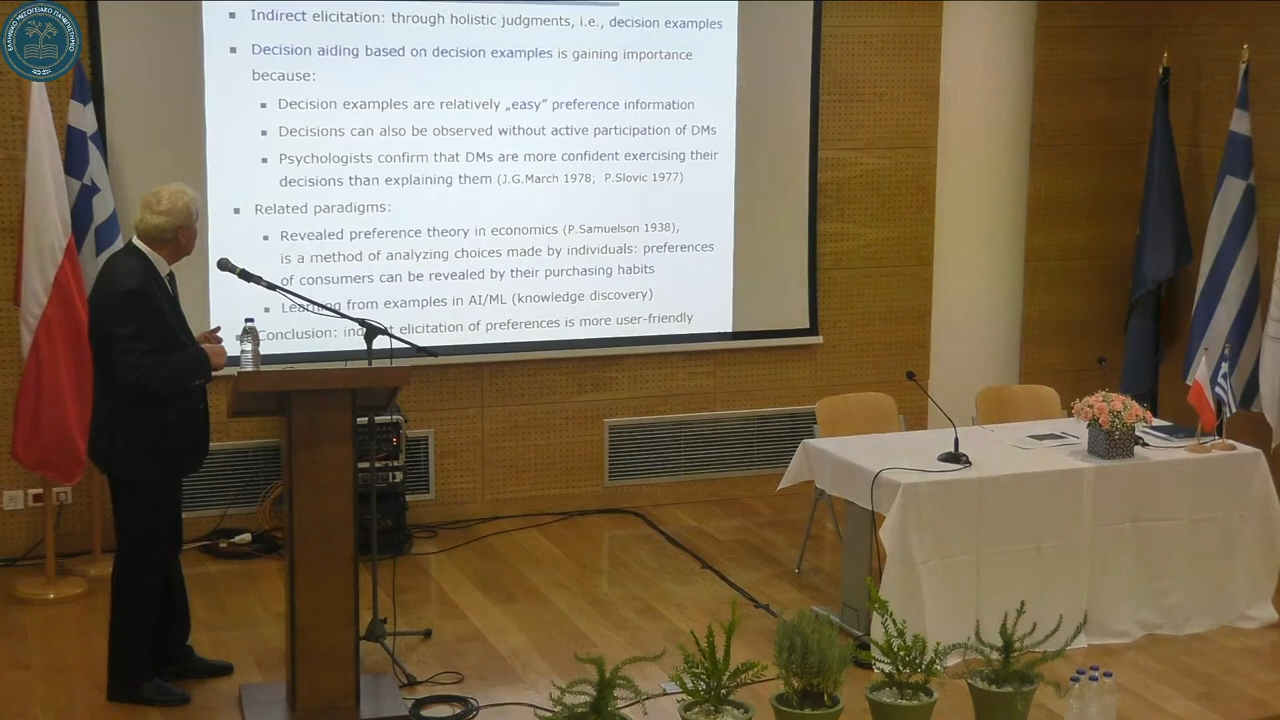 ΕΛΛΗΝΙΚΟ ΜΕΣΟΓΕΙΑΚΟ ΠΑΝΕΠΙΣΤΗΜΙΟ
▪ Indirect elicitation: through holistic judgments, i.e., decision examples
▪ Decision aiding based on decision examples is gaining importance
because:
▪ Decision examples are relatively „easy” preference information
▪ Decisions can also be observed without active participation of DMs
▪ Psychologists confirm that DMs are more confident exercising their
decisions than explaining them (J.G.March 1978; P.Slovic 1977)
▪ Related paradigms:
▪ Revealed preference theory in economics (P.Samuelson 1938),
is a method of analyzing choices made by individuals: preferences
of consumers can be revealed by their purchasing habits
▪ Learning from examples in AI/ML (knowledge discovery)
Conclusion: indirect elicitation of preferences is more user-friendly